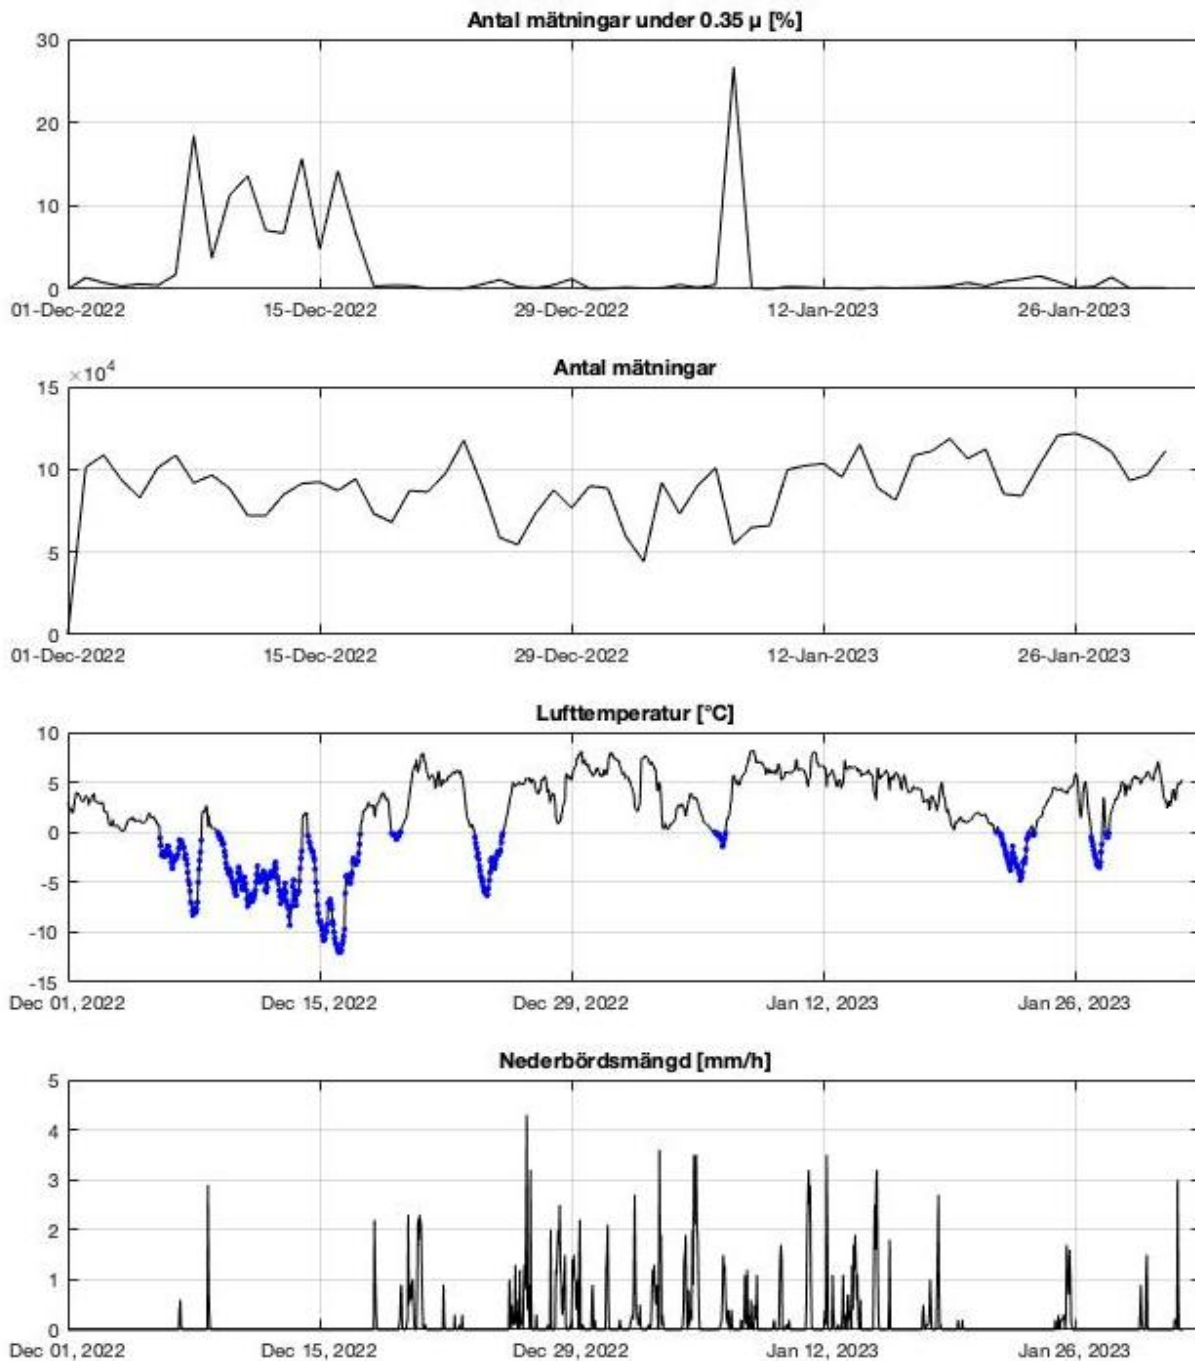 Antal mätningar under 0.35 µ [%]
30
20
10
0
01-Dec-2022 15-Dec-2022 29-Dec-2022 12-Jan-2023 26-Jan-2023
Antal mätningar
×10⁴
15
10
5
0
01-Dec-2022 15-Dec-2022 29-Dec-2022 12-Jan-2023 26-Jan-2023
Lufttemperatur [°C]
10
5
0
-5
-10
-15
Dec 01, 2022 Dec 15, 2022 Dec 29, 2022 Jan 12, 2023 Jan 26, 2023
Nederbördsmängd [mm/h]
5
4
3
2
1
0
Dec 01, 2022 Dec 15, 2022 Dec 29, 2022 Jan 12, 2023 Jan 26, 2023